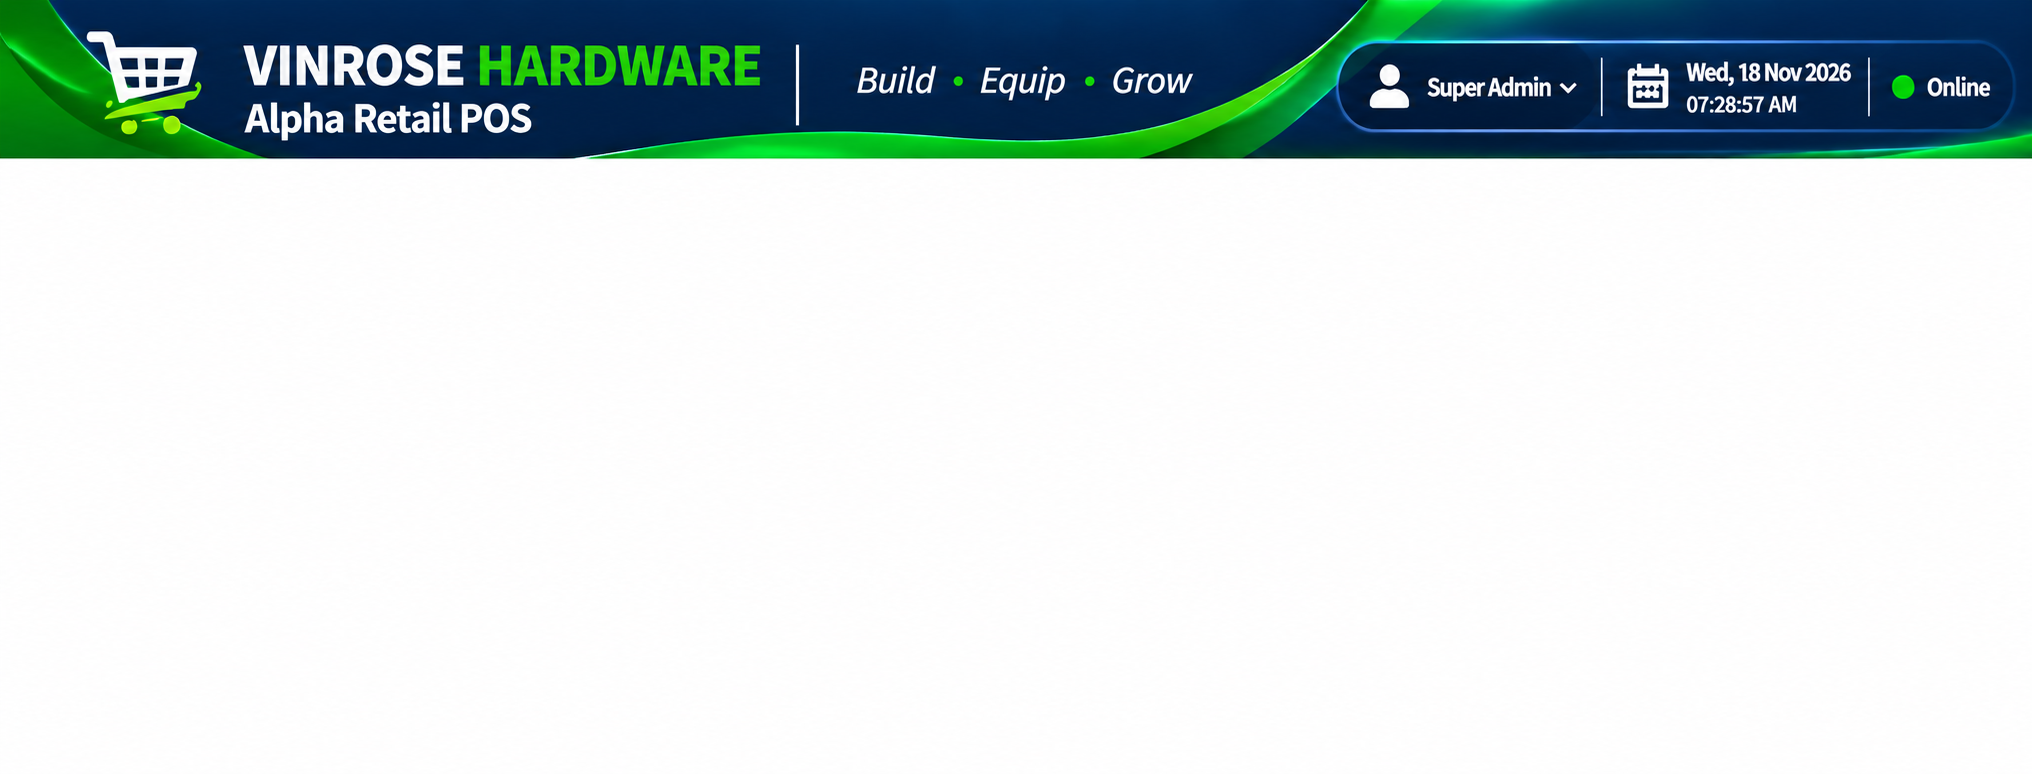 VINROSE HARDWARE
Alpha Retail POS
Build • Equip • Grow
Super Admin
Wed, 18 Nov 2026
07:28:57 AM
Online